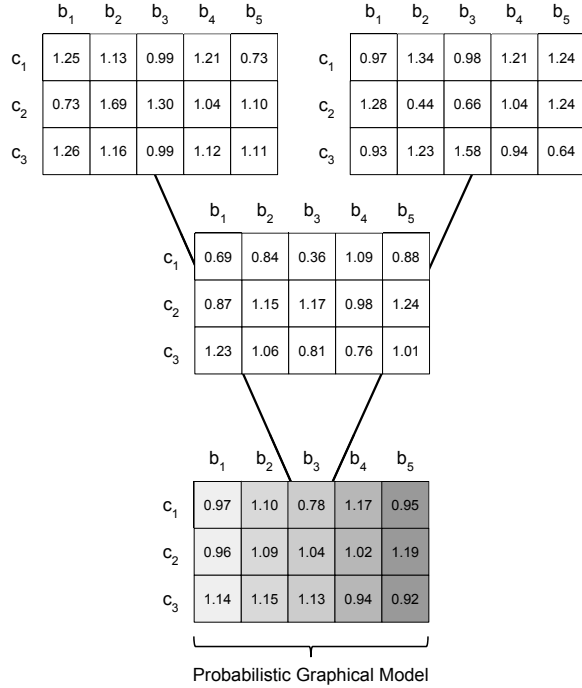 b1 b2 b3 b4 b5 b1 b2 b3 b4 b5
c1 1.25 1.13 0.99 1.21 0.73 c1 0.97 1.34 0.98 1.21 1.24
c2 0.73 1.69 1.30 1.04 1.10 c2 1.28 0.44 0.66 1.04 1.24
c3 1.26 1.16 0.99 1.12 1.11 c3 0.93 1.23 1.58 0.94 0.64
b1 b2 b3 b4 b5
c1 0.69 0.84 0.36 1.09 0.88
c2 0.87 1.15 1.17 0.98 1.24
c3 1.23 1.06 0.81 0.76 1.01
b1 b2 b3 b4 b5
c1 0.97 1.10 0.78 1.17 0.95
c2 0.96 1.09 1.04 1.02 1.19
c3 1.14 1.15 1.13 0.94 0.92
Probabilistic Graphical Model